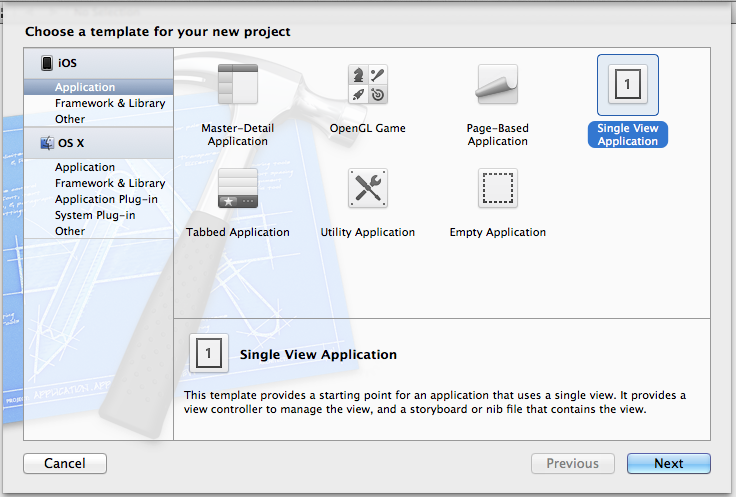 Choose a template for your new project
iOS
Application
Framework & Library
Other
OS X
Application
Framework & Library
Application Plug-in
System Plug-in
Other
Master-Detail
Application
OpenGL Game
Page-Based
Application
1
Single View
Application
Tabbed Application
Utility Application
Empty Application
1
Single View Application
This template provides a starting point for an application that uses a single view. It provides a
view controller to manage the view, and a storyboard or nib file that contains the view.
Cancel
Previous
Next